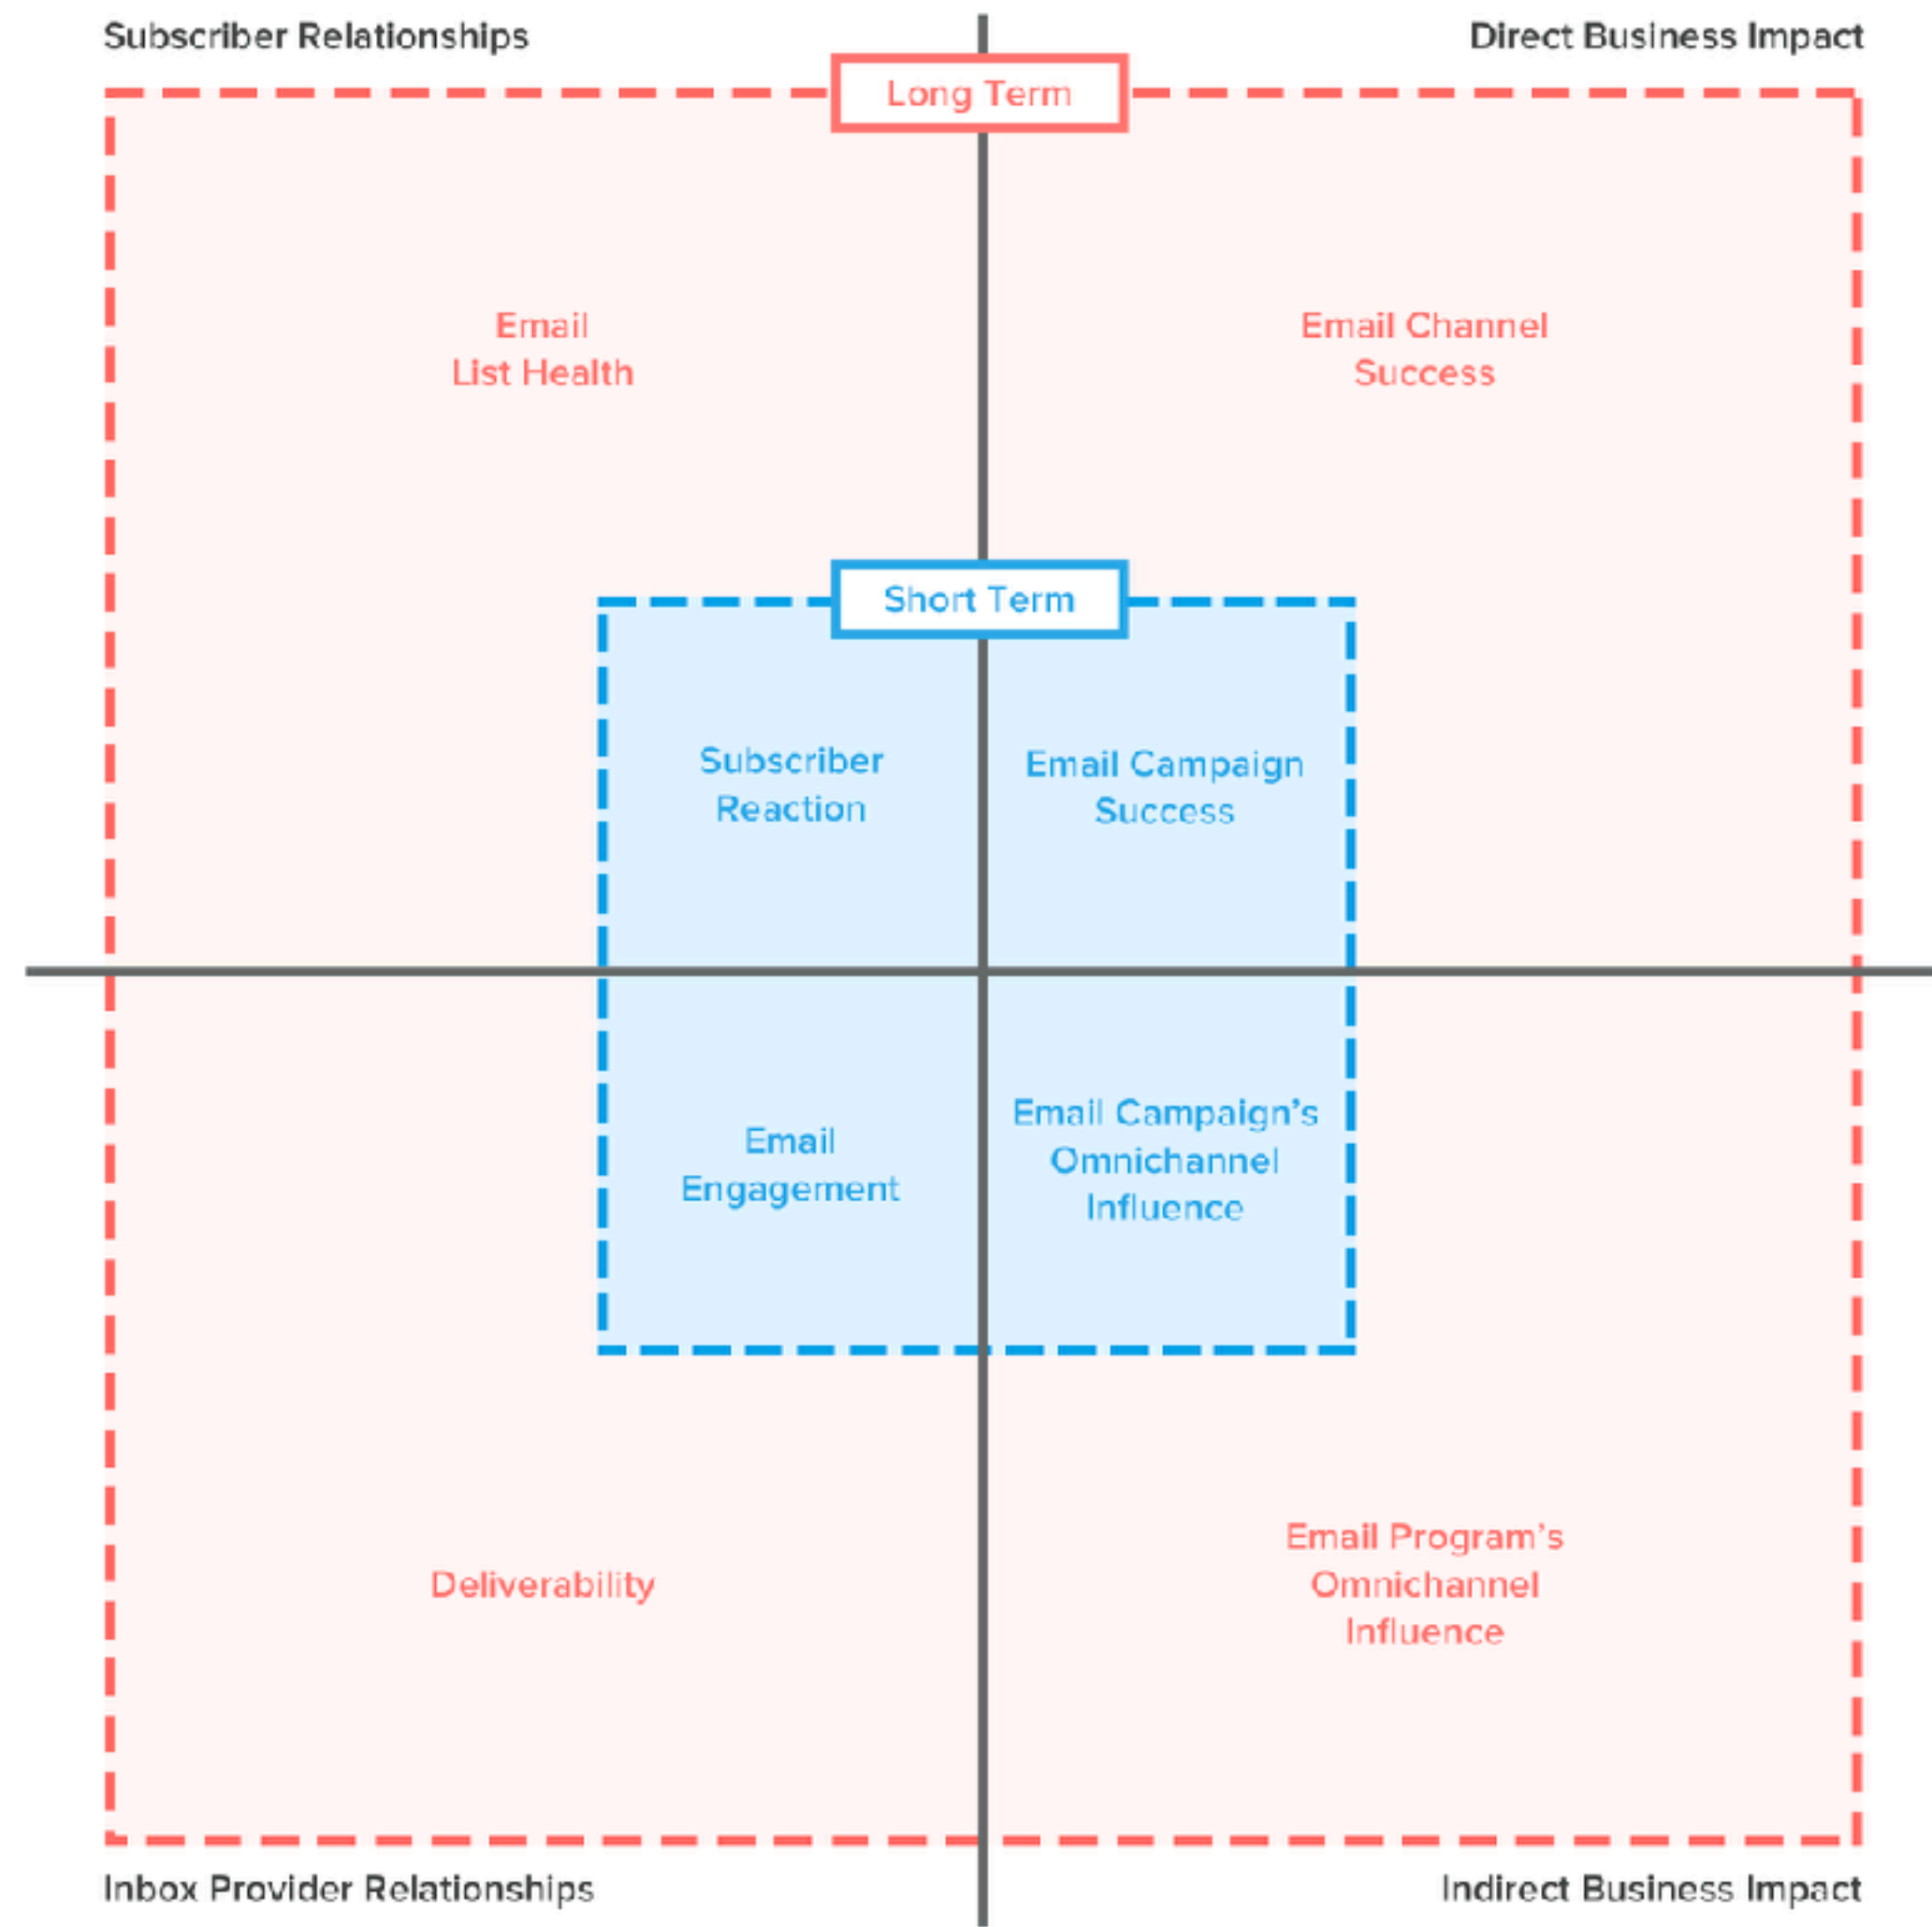 Subscriber Relationships
Direct Business Impact
Long Term
Email
List Health
Email Channel
Success
Short Term
Subscriber
Reaction
Email Campaign
Success
Email
Engagement
Email Campaign’s
Omnichannel
Influence
Deliverability
Email Program’s
Omnichannel
Influence
Inbox Provider Relationships
Indirect Business Impact